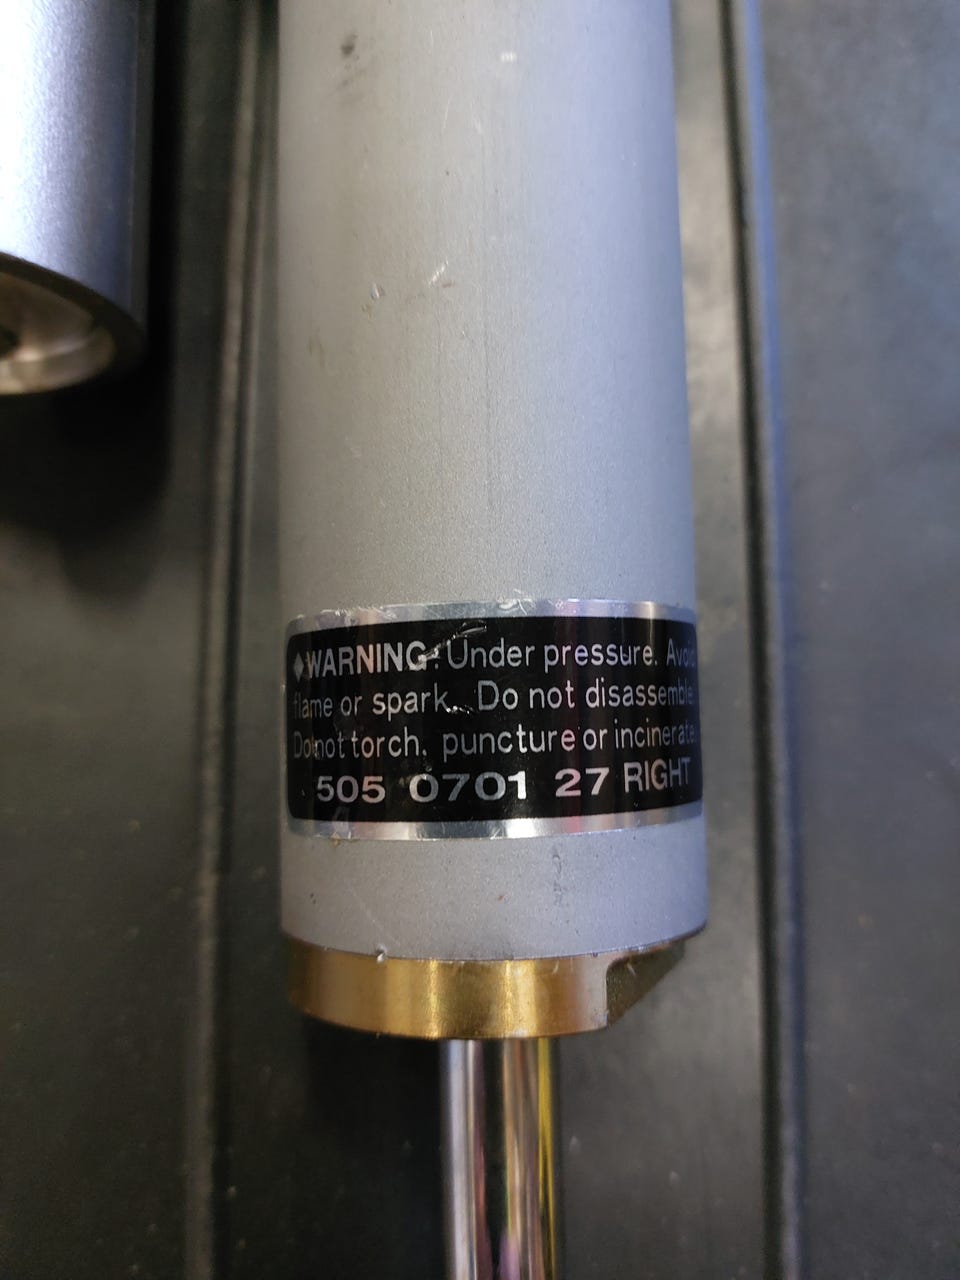 ◆WARNING: Under pressure. Avoid
flame or spark. Do not disassemble.
Do not torch, puncture or incinerate.
505 0701 27 RIGHT